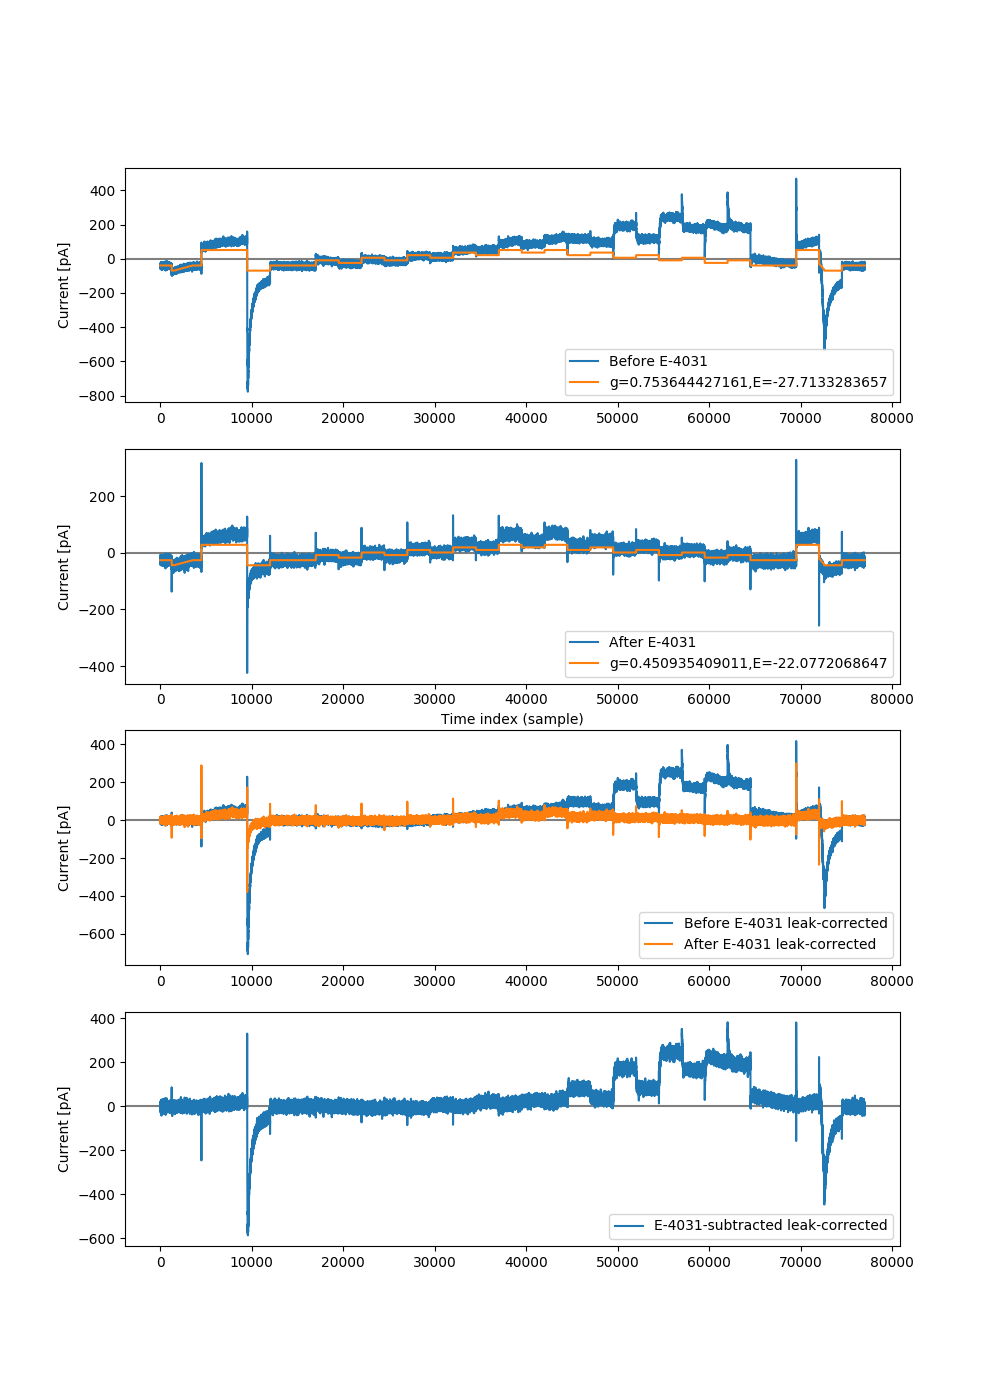 400
200
0
−200
−400
−600
−800
Current [pA]
Before E-4031
g=0.753644427161,E=-27.7133283657
0 10000 20000 30000 40000 50000 60000 70000 80000
200
0
−200
−400
Current [pA]
After E-4031
g=0.450935409011,E=-22.0772068647
0 10000 20000 30000 40000 50000 60000 70000 80000
Time index (sample)
400
200
0
−200
−400
−600
Current [pA]
Before E-4031 leak-corrected
After E-4031 leak-corrected
0 10000 20000 30000 40000 50000 60000 70000 80000
400
200
0
−200
−400
−600
Current [pA]
E-4031-subtracted leak-corrected
0 10000 20000 30000 40000 50000 60000 70000 80000